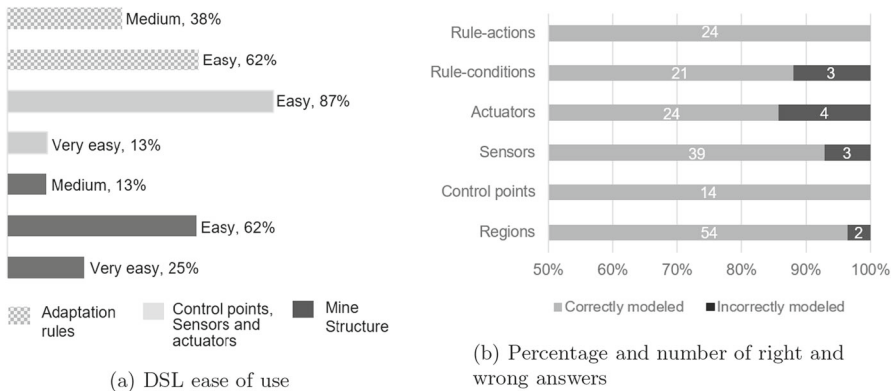 Medium, 38%
Easy, 62%
Easy, 87%
Very easy, 13%
Medium, 13%
Easy, 62%
Very easy, 25%
Adaptation
rules
Control points,
Sensors and
actuators
Mine
Structure
(a) DSL ease of use
Rule-actions
24
Rule-conditions
21
3
Actuators
24
4
Sensors
39
3
Control points
14
Regions
54
2
50%
60%
70%
80%
90%
100%
Correctly modeled
Incorrectly modeled
(b) Percentage and number of right and
wrong answers